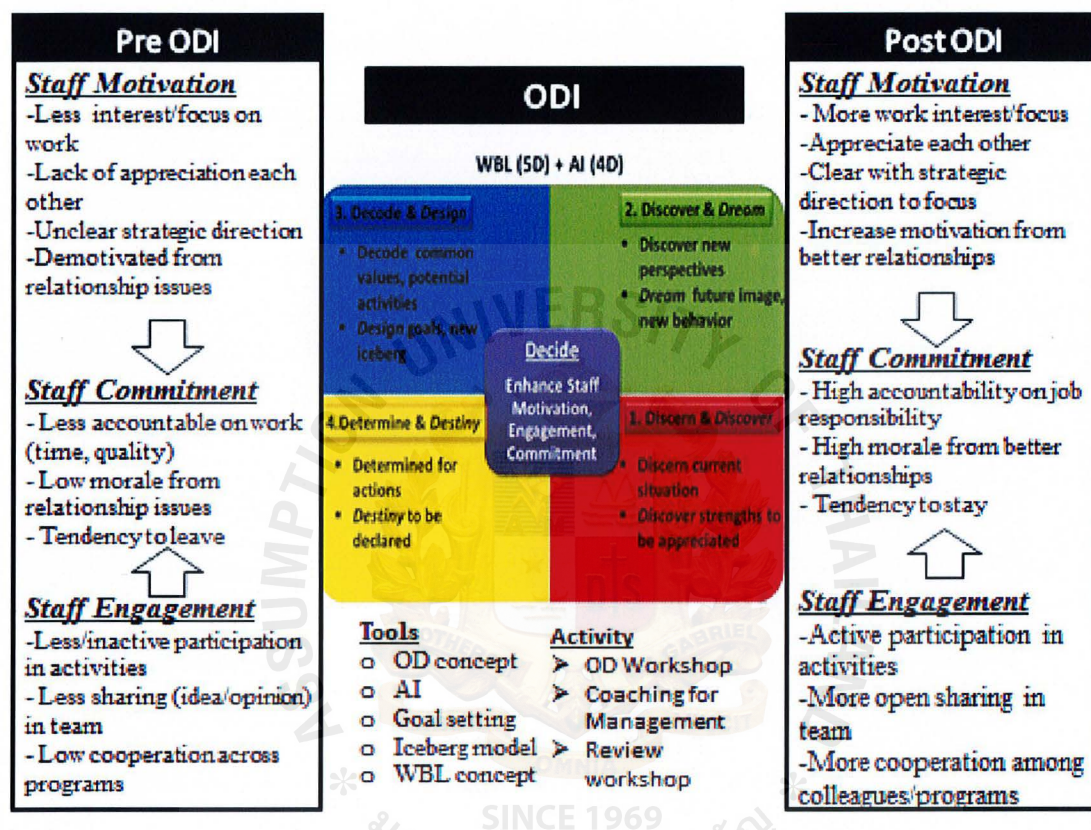 Pre ODI
Staff Motivation
-Less interest/focus on
work
-Lack of appreciation each
other
-Unclear strategic direction
-Demotivated from
relationship issues
Staff Commitment
- Less accountable on work
(time, quality)
- Low morale from
relationship issues
- Tendency to leave
Staff Engagement
-Less/inactive participation
in activities
- Less sharing (idea/opinion)
in team
- Low cooperation across
programs
ODI
WBL (5D) + AI (4D)
3. Decode & Design
• Decode common
values, potential
activities
• Design goals, new
iceberg
2. Discover & Dream
• Discover new
perspectives
• Dream future image,
new behavior
Decide
Enhance Staff
Motivation,
Engagement,
Commitment
4.Determine & Destiny
• Determined for
actions
• Destiny to be
declared
1. Discern & Discover
• Discern current
situation
• Discover strengths to
be appreciated
Tools
o OD concept
o AI
o Goal setting
o Iceberg model
o WBL concept
Activity
➢ OD Workshop
➢ Coaching for
Management
➢ Review
workshop
Post ODI
Staff Motivation
- More work interest/focus
-Appreciate each other
-Clear with strategic
direction to focus
-Increase motivation from
better relationships
Staff Commitment
- High accountability on job
responsibility
- High morale from better
relationships
- Tendency to stay
Staff Engagement
-Active participation in
activities
-More open sharing in
team
-More cooperation among
colleagues/programs
SINCE 1969